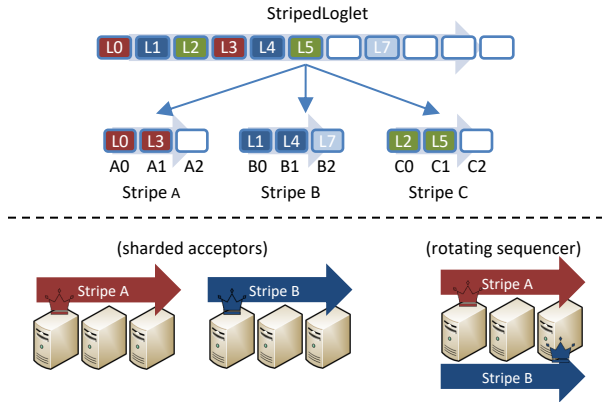 StripedLoglet
L0 L1 L2 L3 L4 L5 L7
L0 L3 L1 L4 L7 L2 L5
A0 A1 A2 B0 B1 B2 C0 C1 C2
Stripe A Stripe B Stripe C
(sharded acceptors) (rotating sequencer)
Stripe A Stripe B Stripe A
Stripe B